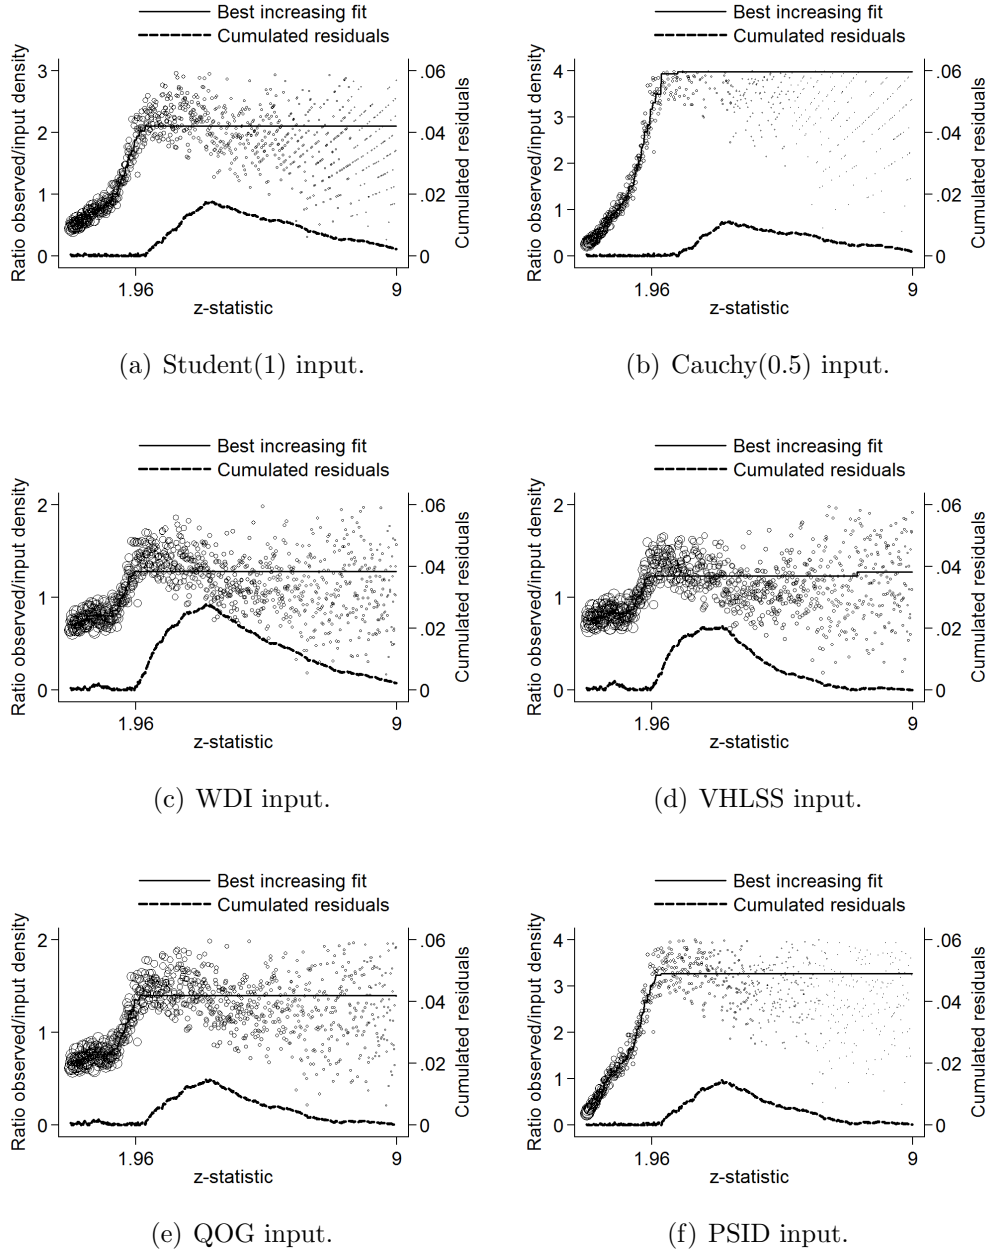 Best increasing fit
Cumulated residuals
Ratio observed/input density
3
2
1
0
.06
.04
.02
0
Cumulated residuals
1.96
9
z-statistic
(a) Student(1) input.
Best increasing fit
Cumulated residuals
Ratio observed/input density
4
3
2
1
0
.06
.04
.02
0
Cumulated residuals
1.96
9
z-statistic
(b) Cauchy(0.5) input.
Best increasing fit
Cumulated residuals
Ratio observed/input density
2
1
0
.06
.04
.02
0
Cumulated residuals
1.96
9
z-statistic
(c) WDI input.
Best increasing fit
Cumulated residuals
Ratio observed/input density
2
1
0
.06
.04
.02
0
Cumulated residuals
1.96
9
z-statistic
(d) VHLSS input.
Best increasing fit
Cumulated residuals
Ratio observed/input density
2
1
0
.06
.04
.02
0
Cumulated residuals
1.96
9
z-statistic
(e) QOG input.
Best increasing fit
Cumulated residuals
Ratio observed/input density
4
3
2
1
0
.06
.04
.02
0
Cumulated residuals
1.96
9
z-statistic
(f) PSID input.